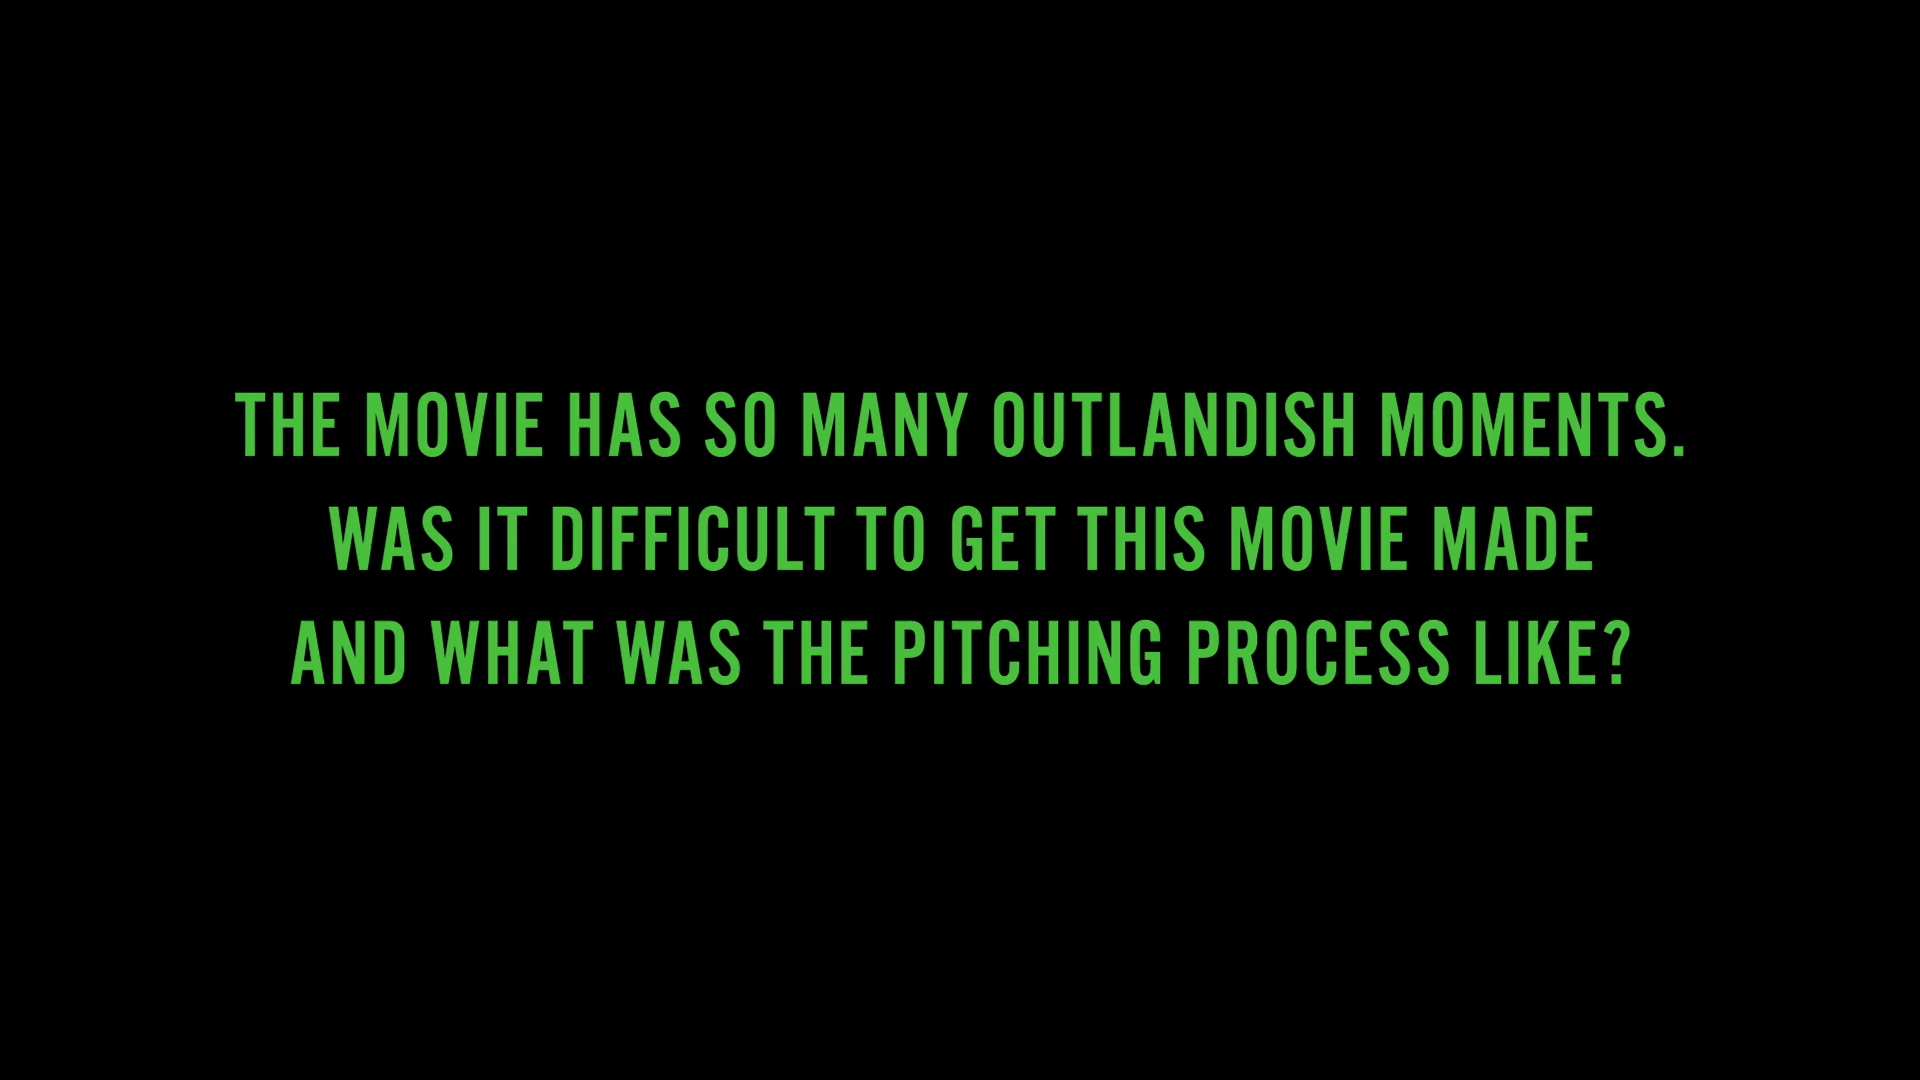 THE MOVIE HAS SO MANY OUTLANDISH MOMENTS.
WAS IT DIFFICULT TO GET THIS MOVIE MADE
AND WHAT WAS THE PITCHING PROCESS LIKE?